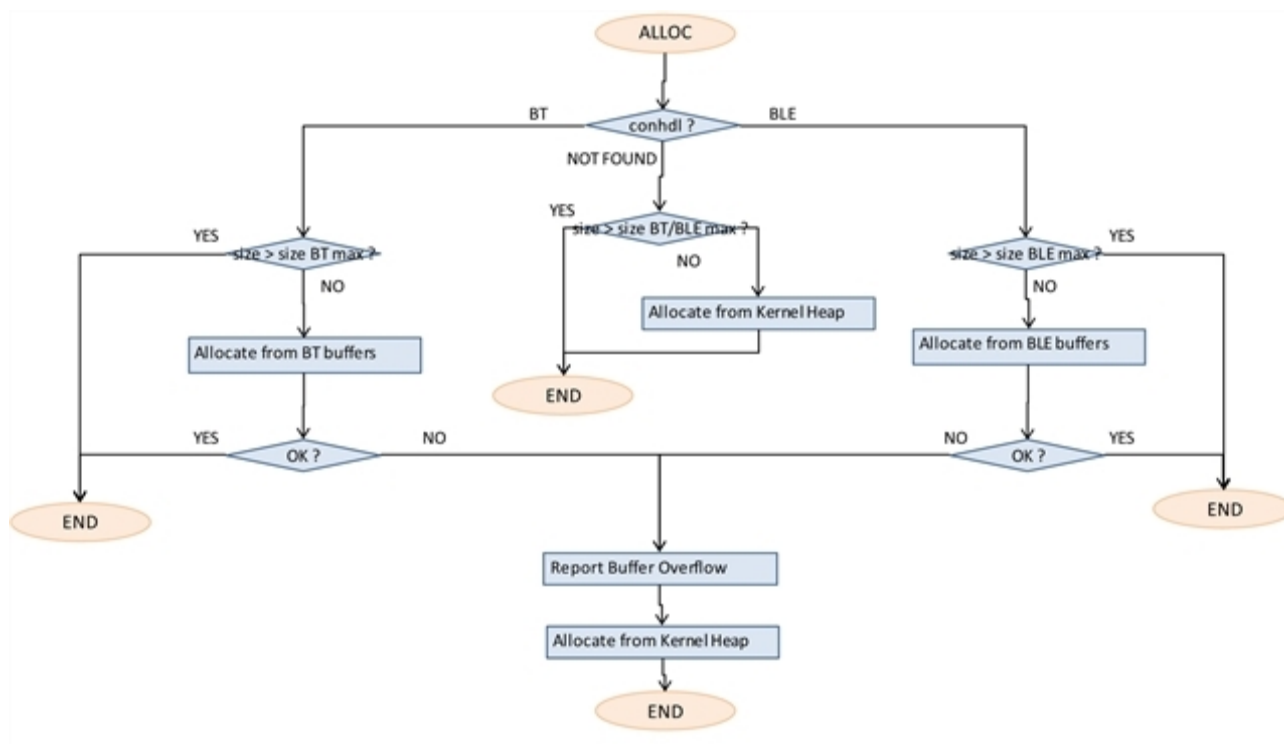 ALLOC
BT
conhdl ?
BLE
NOT FOUND
YES
size > size BT/BLE max ?
YES
size > size BT max ?
size > size BLE max ?
YES
NO
NO
NO
Allocate from Kernel Heap
Allocate from BT buffers
Allocate from BLE buffers
END
YES
OK ?
NO
NO
OK ?
YES
END
END
Report Buffer Overflow
Allocate from Kernel Heap
END